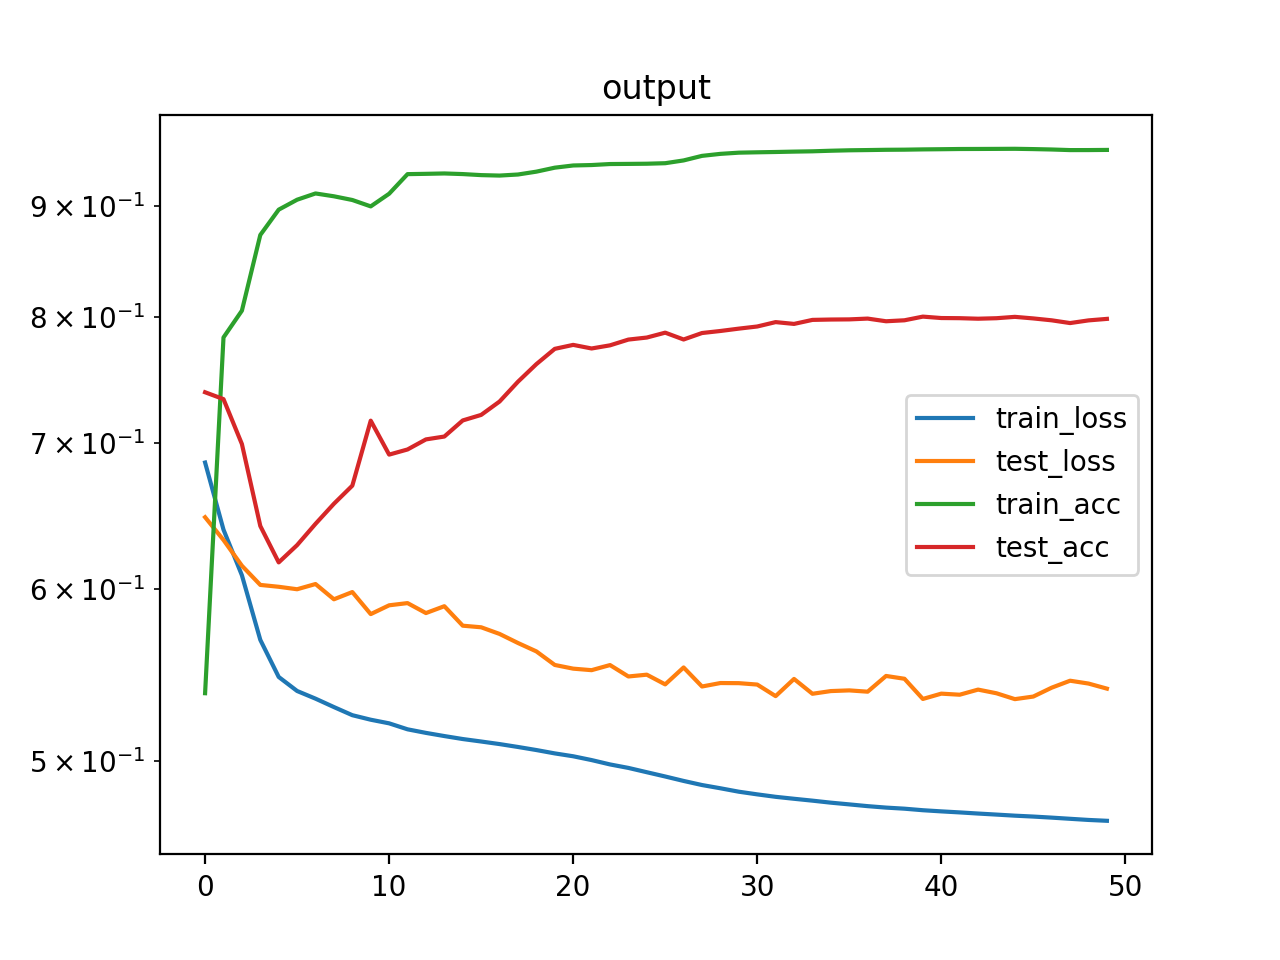 output
9 × 10⁻¹
8 × 10⁻¹
7 × 10⁻¹
6 × 10⁻¹
5 × 10⁻¹
train_loss
test_loss
train_acc
test_acc
0 10 20 30 40 50